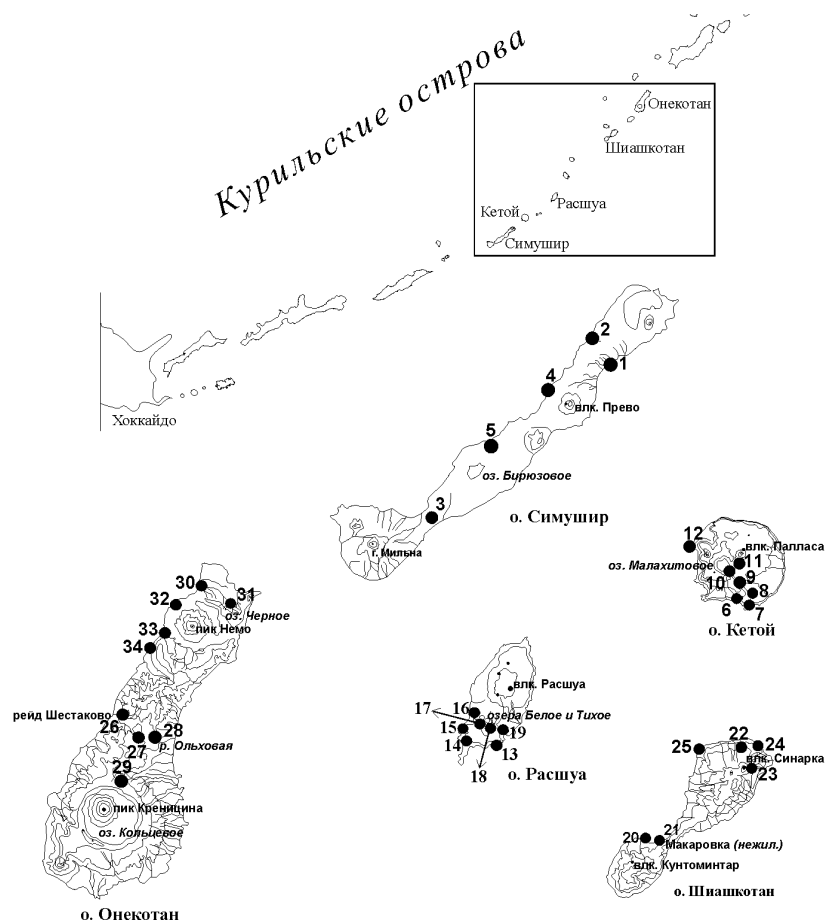 Курильские острова
Онекотан
Шиашкотан
Расшуа
Кетой
Симушир
Хоккайдо
2
1
4
влк. Прево
5
оз. Бирюзовое
3
о. Симушир
г. Мильна
12
влк. Палласа
11
оз. Малахитовое
10
9
8
6
7
о. Кетой
30
31
32
оз. Черное
пик Немо
33
34
рейд Шестаково
26
28
27
р. Ольховая
29
пик Креницина
оз. Кольцевое
о. Онекотан
влк. Расшуа
17
16
озера Белое и Тихое
15
19
14
13
18
о. Расшуа
22
24
25
влк. Синарка
23
20
21
Макаровка (нежил.)
влк. Кунтоминтар
о. Шиашкотан